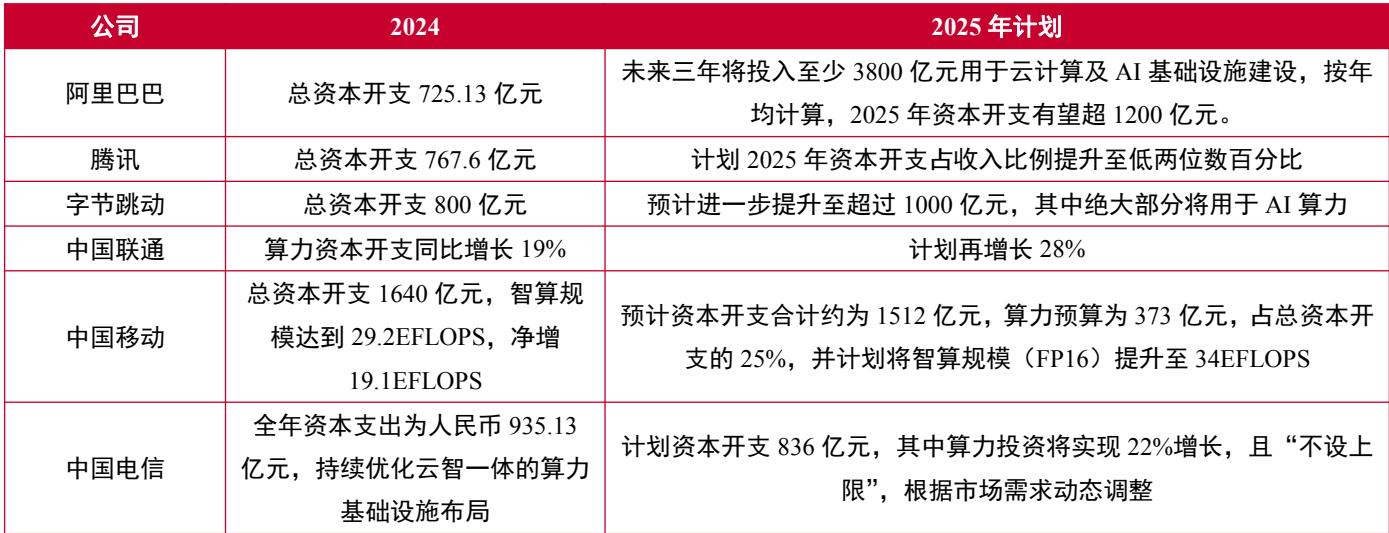 公司 2024 2025 年计划
阿里巴巴 总资本开支 725.13 亿元
未来三年将投入至少 3800 亿元用于云计算及 AI 基础设施建设，按年
均计算，2025 年资本开支有望超 1200 亿元。
腾讯 总资本开支 767.6 亿元 计划 2025 年资本开支占收入比例提升至低两位数百分比
字节跳动 总资本开支 800 亿元 预计进一步提升至超过 1000 亿元，其中绝大部分将用于 AI 算力
中国联通 算力资本开支同比增长 19% 计划再增长 28%
中国移动
总资本开支 1640 亿元，智算规
模达到 29.2EFLOPS，净增
19.1EFLOPS
预计资本开支合计约为 1512 亿元，算力预算为 373 亿元，占总资本开
支的 25%，并计划将智算规模（FP16）提升至 34EFLOPS
中国电信
全年资本支出为人民币 935.13
亿元，持续优化云智一体的算力
基础设施布局
计划资本开支 836 亿元，其中算力投资将实现 22%增长，且“不设上
限”，根据市场需求动态调整